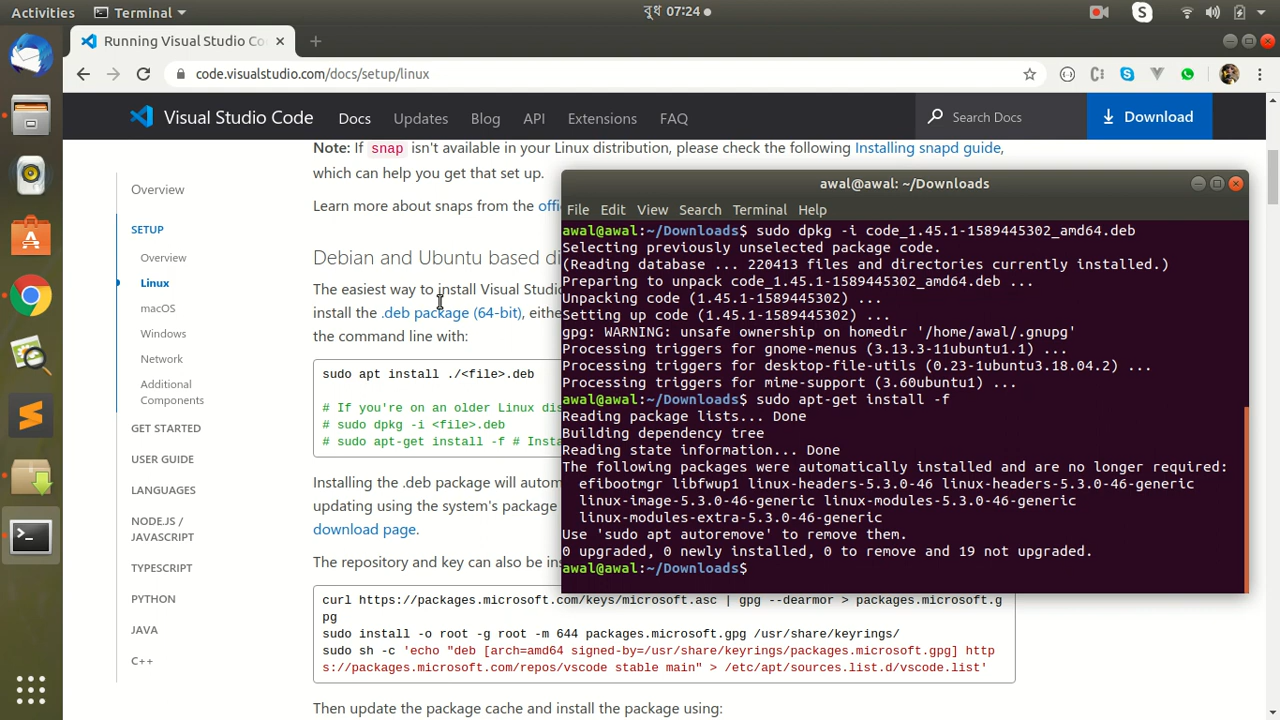 Activities
Terminal
বুধ 07:24
Running Visual Studio Co
code.visualstudio.com/docs/setup/linux
Visual Studio Code
Docs
Updates
Blog
API
Extensions
FAQ
Search Docs
Download
Note: If snap isn't available in your Linux distribution, please check the following Installing snapd guide,
which can help you get that set up.
Learn more about snaps from the offi
Overview
SETUP
Overview
Linux
macOS
Windows
Network
Additional
Components
GET STARTED
USER GUIDE
LANGUAGES
NODE.JS /
JAVASCRIPT
TYPESCRIPT
PYTHON
JAVA
C++
Debian and Ubuntu based di
The easiest way to install Visual Studio
install the .deb package (64-bit), eithe
the command line with:
sudo apt install ./<file>.deb
# If you're on an older Linux dis
# sudo dpkg -i <file>.deb
# sudo apt-get install -f # Insta
Installing the .deb package will autom
updating using the system's package
download page.
The repository and key can also be ins
curl https://packages.microsoft.com/keys/microsoft.asc | gpg --dearmor > packages.microsoft.g
pg
sudo install -o root -g root -m 644 packages.microsoft.gpg /usr/share/keyrings/
sudo sh -c 'echo "deb [arch=amd64 signed-by=/usr/share/keyrings/packages.microsoft.gpg] http
s://packages.microsoft.com/repos/vscode stable main" > /etc/apt/sources.list.d/vscode.list'
Then update the package cache and install the package using:
awal@awal: ~/Downloads
File Edit View Search Terminal Help
awal@awal:~/Downloads$ sudo dpkg -i code_1.45.1-1589445302_amd64.deb
Selecting previously unselected package code.
(Reading database ... 220413 files and directories currently installed.)
Preparing to unpack code_1.45.1-1589445302_amd64.deb ...
Unpacking code (1.45.1-1589445302) ...
Setting up code (1.45.1-1589445302) ...
gpg: WARNING: unsafe ownership on homedir '/home/awal/.gnupg'
Processing triggers for gnome-menus (3.13.3-11ubuntu1.1) ...
Processing triggers for desktop-file-utils (0.23-1ubuntu3.18.04.2) ...
Processing triggers for mime-support (3.60ubuntu1) ...
awal@awal:~/Downloads$ sudo apt-get install -f
Reading package lists... Done
Building dependency tree
Reading state information... Done
The following packages were automatically installed and are no longer required:
efibootmgr libfwup1 linux-headers-5.3.0-46 linux-headers-5.3.0-46-generic
linux-image-5.3.0-46-generic linux-modules-5.3.0-46-generic
linux-modules-extra-5.3.0-46-generic
Use 'sudo apt autoremove' to remove them.
0 upgraded, 0 newly installed, 0 to remove and 19 not upgraded.
awal@awal:~/Downloads$